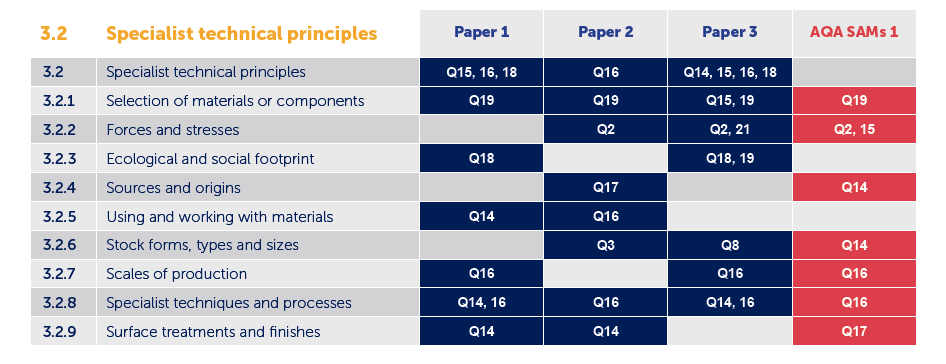 3.2 Specialist technical principles Paper 1 Paper 2 Paper 3 AQA SAMs 1
3.2 Specialist technical principles Q15, 16, 18 Q16 Q14, 15, 16, 18
3.2.1 Selection of materials or components Q19 Q19 Q15, 19 Q19
3.2.2 Forces and stresses Q2 Q2, 21 Q2, 15
3.2.3 Ecological and social footprint Q18 Q18, 19
3.2.4 Sources and origins Q17 Q14
3.2.5 Using and working with materials Q14 Q16
3.2.6 Stock forms, types and sizes Q3 Q8 Q14
3.2.7 Scales of production Q16 Q16 Q16
3.2.8 Specialist techniques and processes Q14, 16 Q16 Q14, 16 Q16
3.2.9 Surface treatments and finishes Q14 Q14 Q17